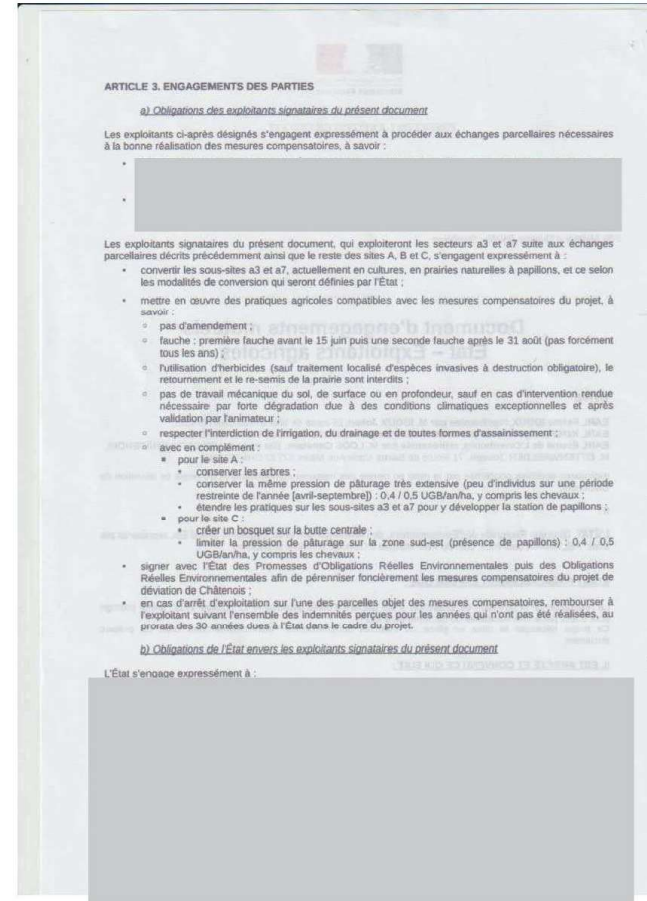 ARTICLE 3. ENGAGEMENTS DES PARTIES
a) Obligations des exploitants signataires du présent document
Les exploitants ci-après désignés s'engagent expressément à procéder aux échanges parcellaires nécessaires
à la bonne réalisation des mesures compensatoires, à savoir :
•
•
Les exploitants signataires du présent document, qui exploiteront les secteurs a3 et a7 suite aux échanges
parcellaires décrits précédemment ainsi que le reste des sites A, B et C, s'engagent expressément à :
• convertir les sous-sites a3 et a7, actuellement en cultures, en prairies naturelles à papillons, et ce selon
les modalités de conversion qui seront définies par l'État ;
• mettre en œuvre des pratiques agricoles compatibles avec les mesures compensatoires du projet, à
savoir :
○ pas d'amendement ;
○ fauche : première fauche avant le 15 juin puis une seconde fauche après le 31 août (pas forcément
tous les ans) ;
○ l'utilisation d'herbicides (sauf traitement localisé d'espèces invasives à destruction obligatoire), le
retournement et le re-semis de la prairie sont interdits ;
○ pas de travail mécanique du sol, de surface ou en profondeur, sauf en cas d'intervention rendue
nécessaire par forte dégradation due à des conditions climatiques exceptionnelles et après
validation par l'animateur ;
○ respecter l'interdiction de l'irrigation, du drainage et de toutes formes d'assainissement ;
○ avec en complément :
▪ pour le site A :
• conserver les arbres ;
• conserver la même pression de pâturage très extensive (peu d'individus sur une période
restreinte de l'année [avril-septembre]) : 0,4 / 0,5 UGB/an/ha, y compris les chevaux ;
• étendre les pratiques sur les sous-sites a3 et a7 pour y développer la station de papillons ;
▪ pour le site C :
• créer un bosquet sur la butte centrale ;
• limiter la pression de pâturage sur la zone sud-est (présence de papillons) : 0,4 / 0,5
UGB/an/ha, y compris les chevaux ;
• signer avec l'État des Promesses d'Obligations Réelles Environnementales puis des Obligations
Réelles Environnementales afin de pérenniser foncièrement les mesures compensatoires du projet de
déviation de Châtenois ;
• en cas d'arrêt d'exploitation sur l'une des parcelles objet des mesures compensatoires, rembourser à
l'exploitant suivant l'ensemble des indemnités perçues pour les années qui n'ont pas été réalisées, au
prorata des 30 années dues à l'État dans le cadre du projet.
b) Obligations de l'État envers les exploitants signataires du présent document
L'État s'engage expressément à :